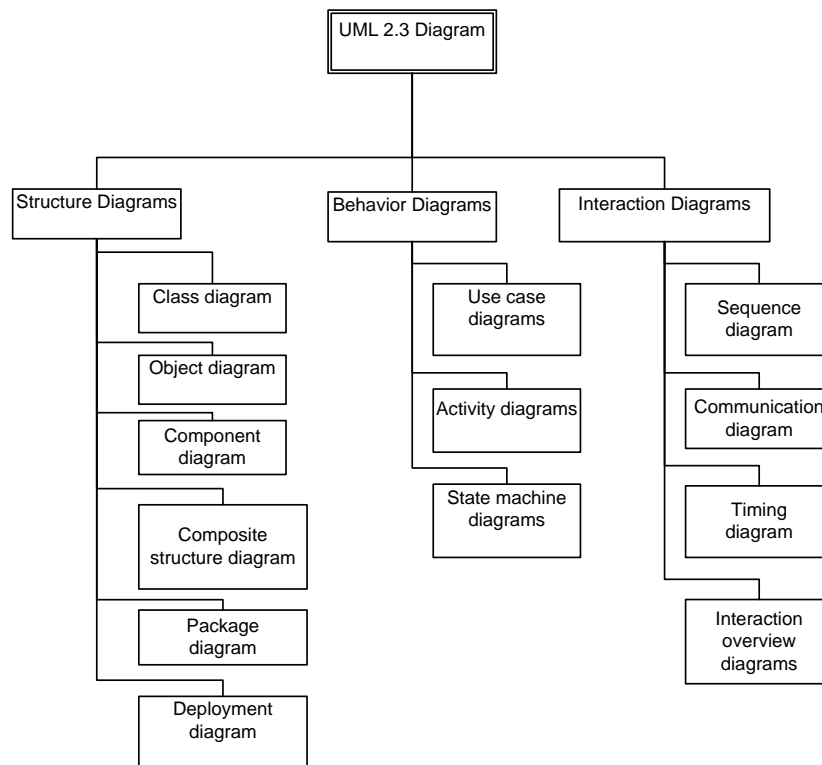 UML 2.3 Diagram
Structure Diagrams
Behavior Diagrams
Interaction Diagrams
Class diagram
Object diagram
Component
diagram
Composite
structure diagram
Package
diagram
Deployment
diagram
Use case
diagrams
Activity diagrams
State machine
diagrams
Sequence
diagram
Communication
diagram
Timing
diagram
Interaction
overview
diagrams